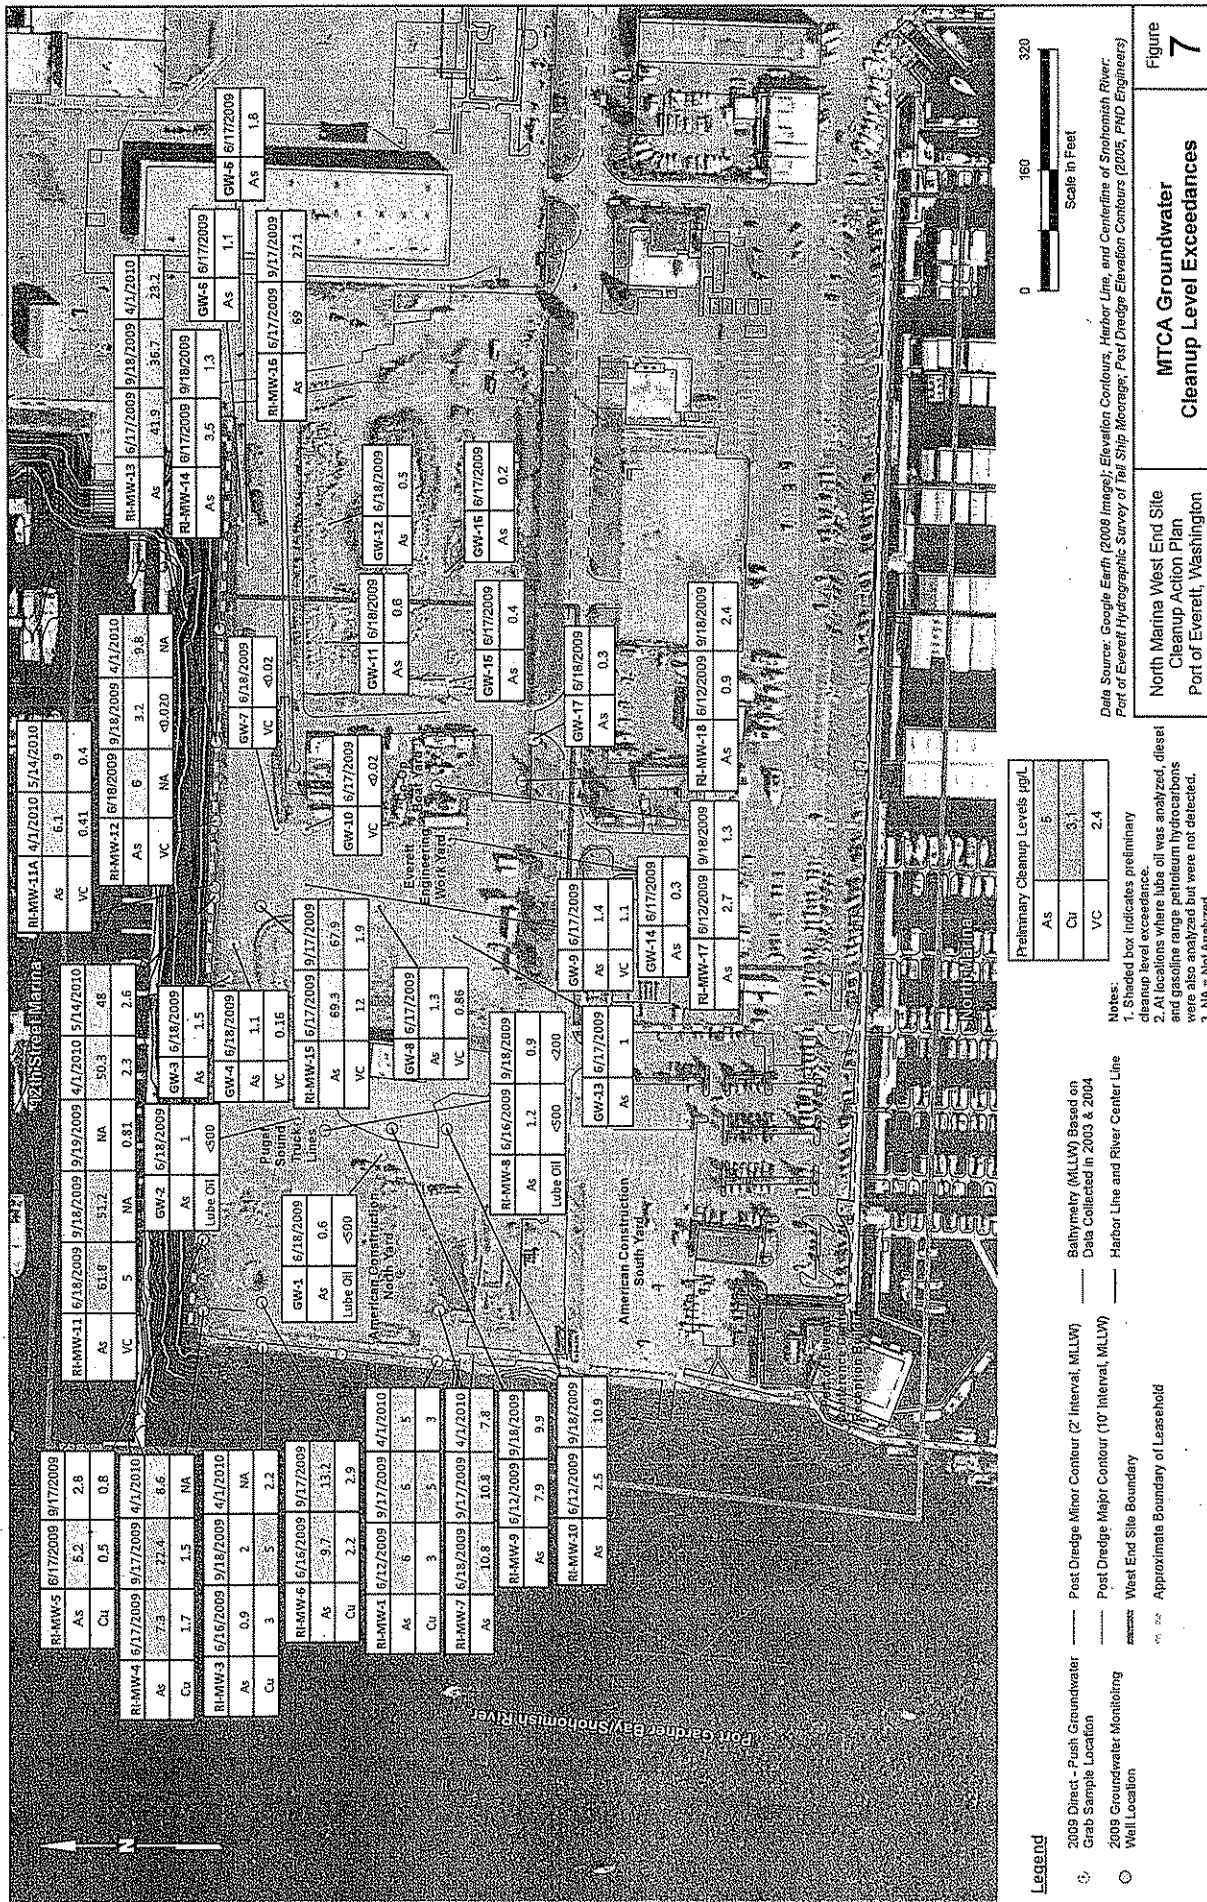 12th Street Marina
RI-MW-5 6/17/2009 9/17/2009
As 5.2 2.8
Cu 0.5 0.8
RI-MW-4 6/17/2009 9/17/2009 4/1/2010
As 7.3 22.4 8.6
Cu 1.7 1.5 NA
RI-MW-3 6/16/2009 9/18/2009 4/1/2010
As 0.9 2 NA
Cu 3 5 2.2
RI-MW-6 6/16/2009 9/17/2009
As 9.7 13.2
Cu 2.2 2.9
RI-MW-1 6/12/2009 9/17/2009 4/1/2010
As 6 6
Cu 3 5 3
RI-MW-7 6/18/2009 9/17/2009 4/1/2010
As 10.8 10.8 7.8
RI-MW-9 6/12/2009 9/18/2009
As 7.9 9.9
RI-MW-10 6/12/2009 9/18/2009
As 2.5 10.9
RI-MW-11 6/18/2009 9/18/2009 9/19/2009 4/1/2010 5/14/2010
As 61.8 51.2 NA 50.3 48
VC 5 NA 0.81 2.3 2.6
GW-2 6/18/2009
As 1
Lube Oil <500
GW-3 6/18/2009
As 1.5
GW-4 6/18/2009
As 1.1
VC 0.16
GW-1 6/18/2009
As 0.6
Lube Oil <500
RI-MW-15 6/17/2009 9/17/2009
As 69.3 67.9
VC 12 1.9
GW-8 6/17/2009
As 1.3
VC 0.86
RI-MW-8 6/16/2009 9/18/2009
As 1.2 0.9
Lube Oil <500 <200
RI-MW-11A 4/1/2010 5/14/2010
As 6.1 9
VC 0.41 0.4
RI-MW-12 6/18/2009 9/18/2009 4/1/2010
As 6 3.2 9.8
VC NA <0.020 NA
GW-7 6/18/2009
VC <0.02
GW-10 6/17/2009
VC <0.02
GW-9 6/17/2009
As 1.4
VC 1.1
GW-13 6/17/2009
As 1
GW-14 6/17/2009
As 0.3
RI-MW-17 6/12/2009 9/18/2009
As 2.7 1.3
RI-MW-18 6/12/2009 9/18/2009
As 0.9 2.4
GW-17 6/18/2009
As 0.3
GW-11 6/18/2009
As 0.6
GW-15 6/17/2009
As 0.4
GW-12 6/18/2009
As 0.5
GW-16 6/17/2009
As 0.2
RI-MW-13 6/17/2009 9/18/2009 4/1/2010
As 41.9 36.7 23.2
RI-MW-14 6/17/2009 9/18/2009
As 3.5 1.3
GW-6 6/17/2009
As 1.1
GW-5 6/17/2009
As 1.8
RI-MW-16 6/17/2009 9/17/2009
As 69 27.1
N
Puget
Sound
Truck
Lines
American Construction
North Yard
American Construction
South Yard
Everett
Engineering
Work Yard
Port Gardner Bay/Snohomish River
North Marina
Legend
2009 Direct - Push Groundwater
Grab Sample Location
2009 Groundwater Monitoirng
Well Location
Post Dredge Minor Contour (2' Interval, MLLW)
Post Dredge Major Contour (10' Interval, MLLW)
West End Site Boundary
Approximate Boundary of Leasehold
Bathymetry (MLLW) Based on
Data Collected in 2003 & 2004
Harbor Line and River Center Line
Preliminary Cleanup Levels µg/L
As 5
Cu 3.1
VC 2.4
Notes:
1. Shaded box indicates preliminary
cleanup level exceedance.
2. At locations where lube oil was analyzed, diesel
and gasoline range petroleum hydrocarbons
were also analyzed but were not detected.
3. NA = Not Analyzed
0 160 320
Scale in Feet
Data Source: Google Earth (2008 Image); Elevation Contours, Harbor Line, and Centerline of Snohomish River:
Port of Everett Hydrographic Survey of Tall Ship Moorage; Post Dredge Elevation Contours (2005, PND Engineers)
North Marina West End Site
Cleanup Action Plan
Port of Everett, Washington
MTCA Groundwater
Cleanup Level Exceedances
Figure
7